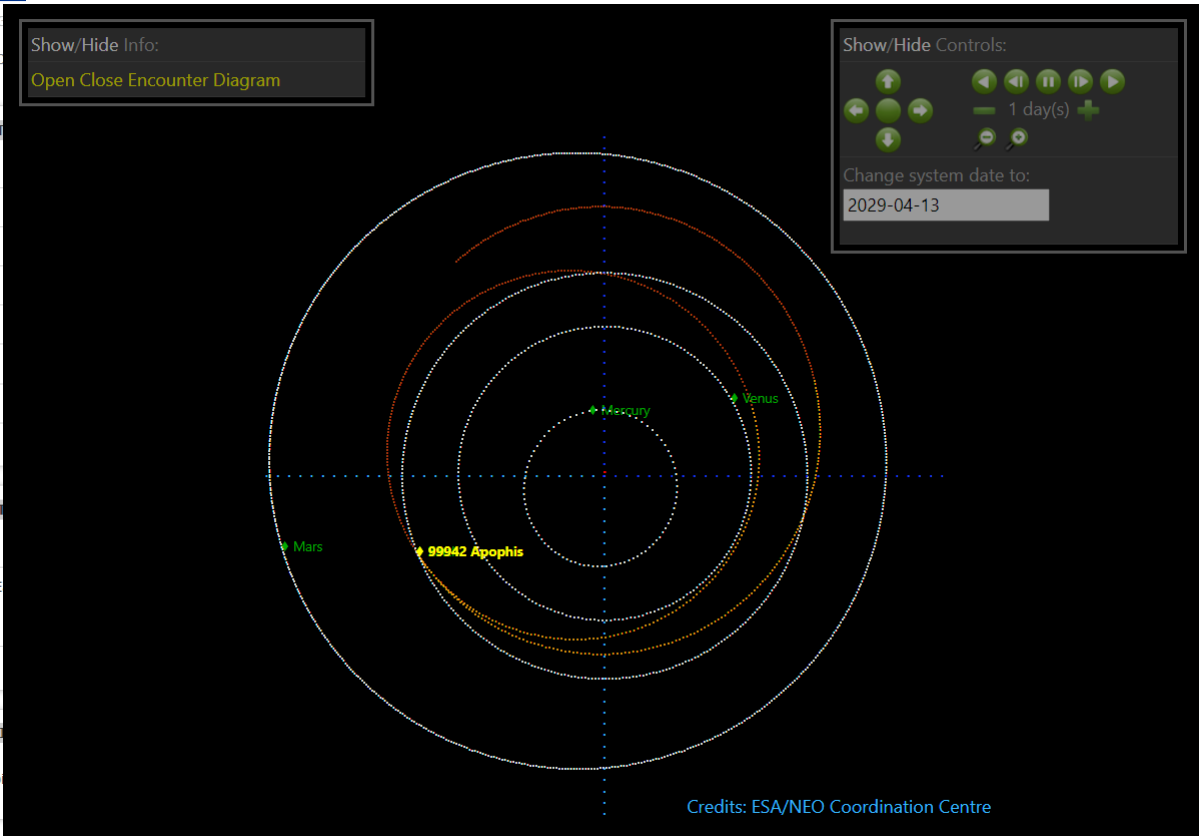 Show/Hide Info:
Open Close Encounter Diagram
Show/Hide Controls:
1 day(s)
Change system date to:
2029-04-13
Venus
Mercury
Mars
99942 Apophis
Credits: ESA/NEO Coordination Centre